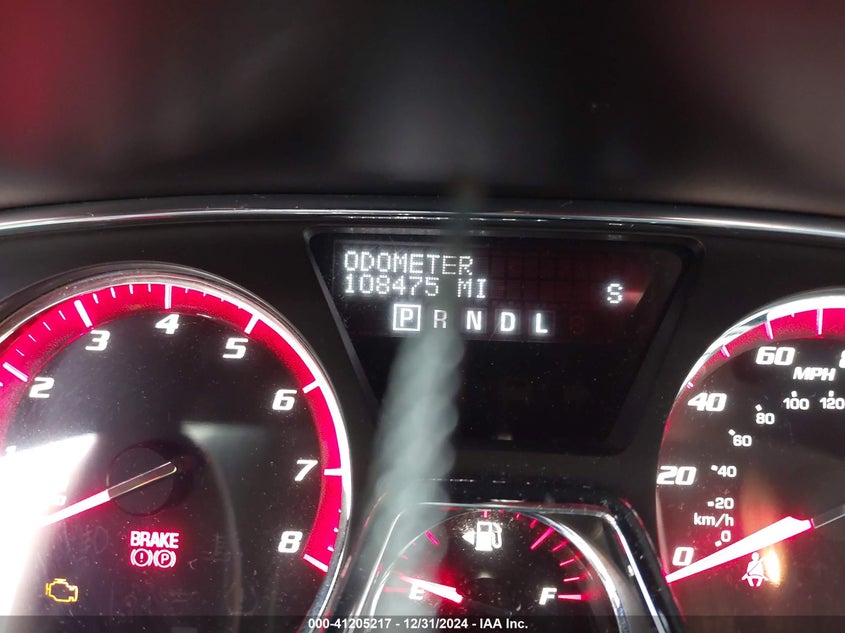 ODOMETER
108475 MI
S
P R N D L
2 3 4 5 6 7 8
BRAKE
(!) (P)
E F
0 20 40 60
MPH
0 20 40 60 80 100 120
km/h
000-41205217 - 12/31/2024 - IAA Inc.